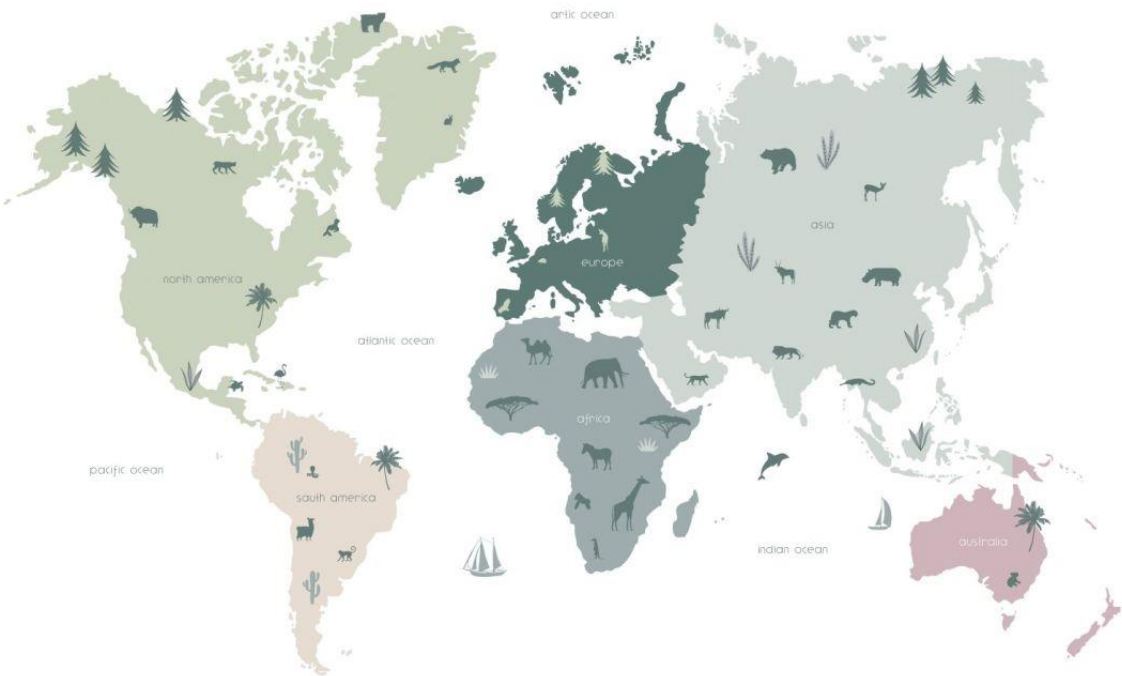 artic ocean
asia
europe
north america
atlantic ocean
africa
pacific ocean
south america
australia
indian ocean